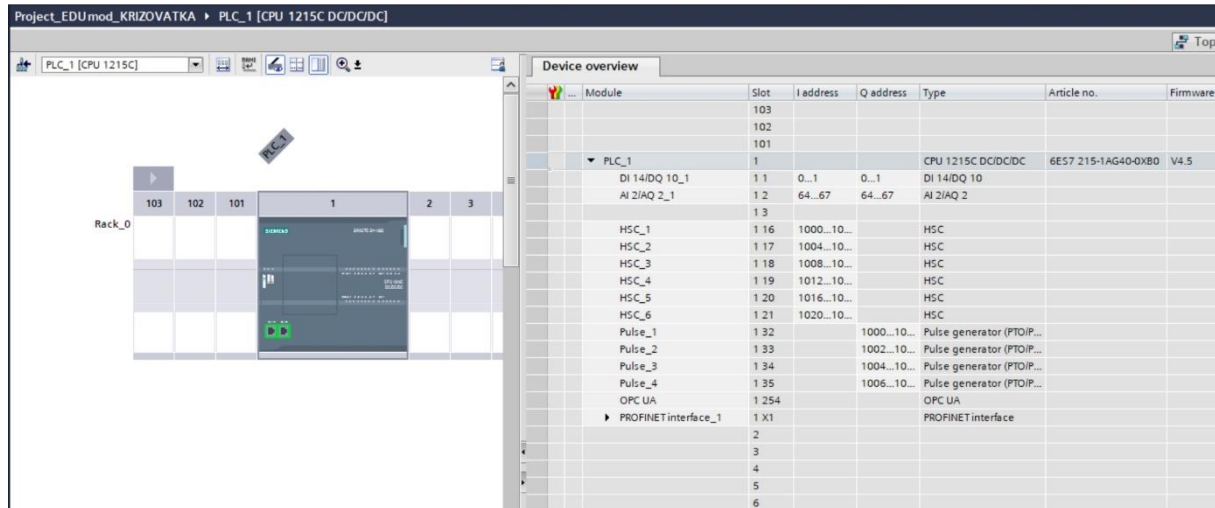 Project_EDUmod_KRIZOVATKA ▸ PLC_1 [CPU 1215C DC/DC/DC]
Top
PLC_1 [CPU 1215C]
PLC_1
103 102 101 1 2 3
Rack_0
SIEMENS
Device overview
... Module Slot I address Q address Type Article no. Firmware
103
102
101
PLC_1 1 CPU 1215C DC/DC/DC 6ES7 215-1AG40-0XB0 V4.5
DI 14/DQ 10_1 1 1 0...1 0...1 DI 14/DQ 10
AI 2/AQ 2_1 1 2 64...67 64...67 AI 2/AQ 2
1 3
HSC_1 1 16 1000...10... HSC
HSC_2 1 17 1004...10... HSC
HSC_3 1 18 1008...10... HSC
HSC_4 1 19 1012...10... HSC
HSC_5 1 20 1016...10... HSC
HSC_6 1 21 1020...10... HSC
Pulse_1 1 32 1000...10... Pulse generator (PTO/P...
Pulse_2 1 33 1002...10... Pulse generator (PTO/P...
Pulse_3 1 34 1004...10... Pulse generator (PTO/P...
Pulse_4 1 35 1006...10... Pulse generator (PTO/P...
OPC UA 1 254 OPC UA
PROFINET interface_1 1 X1 PROFINET interface
2
3
4
5
6